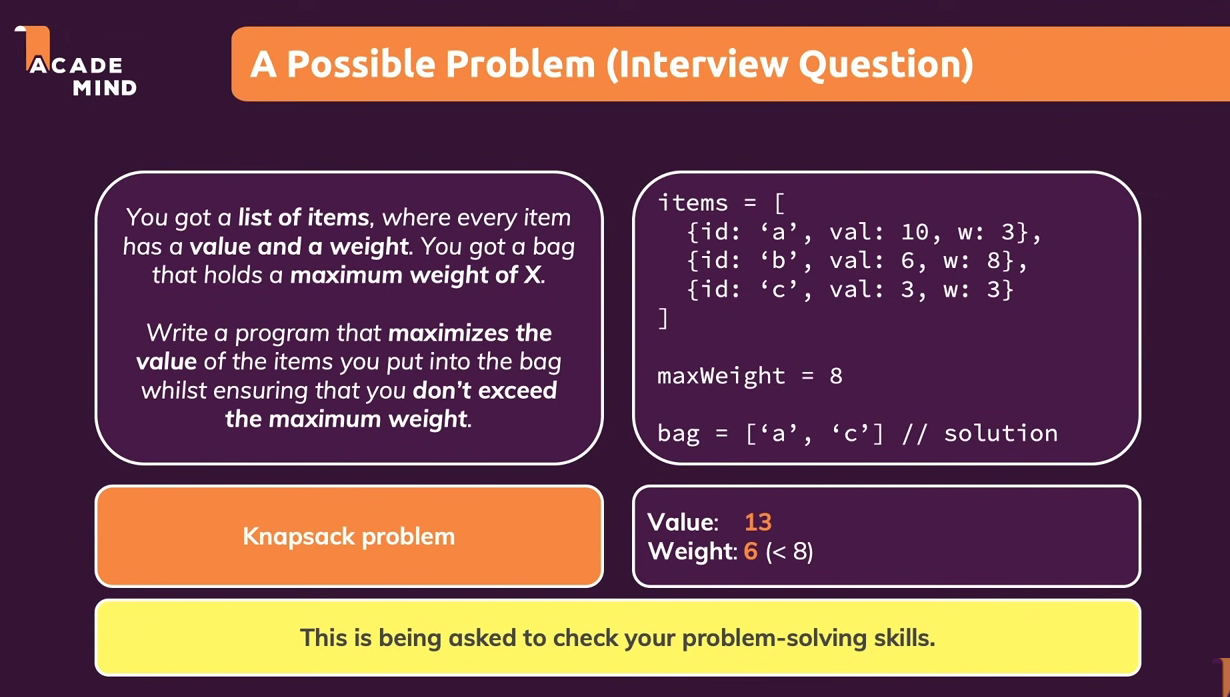 ACADE
MIND
A Possible Problem (Interview Question)
You got a list of items, where every item
has a value and a weight. You got a bag
that holds a maximum weight of X.
Write a program that maximizes the
value of the items you put into the bag
whilst ensuring that you don’t exceed
the maximum weight.
items = [
{id: ‘a’, val: 10, w: 3},
{id: ‘b’, val: 6, w: 8},
{id: ‘c’, val: 3, w: 3}
]
maxWeight = 8
bag = [‘a’, ‘c’] // solution
Knapsack problem
Value: 13
Weight: 6 (< 8)
This is being asked to check your problem-solving skills.